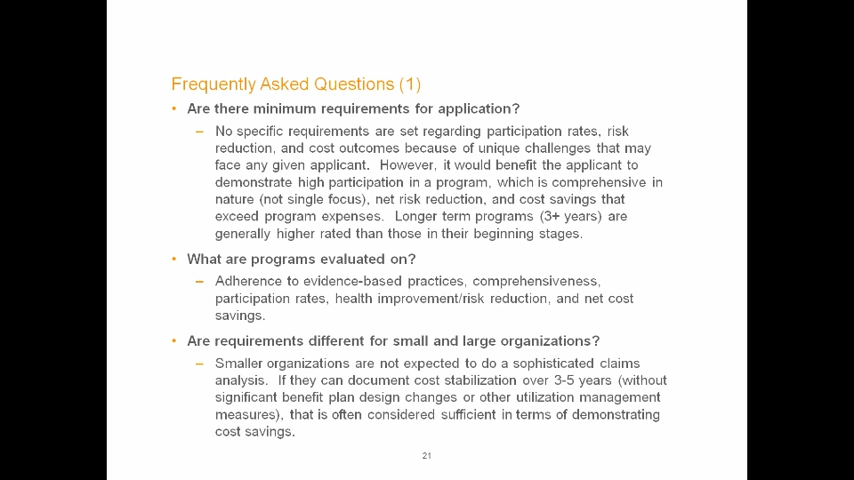 Frequently Asked Questions (1)
• Are there minimum requirements for application?
– No specific requirements are set regarding participation rates, risk
reduction, and cost outcomes because of unique challenges that may
face any given applicant. However, it would benefit the applicant to
demonstrate high participation in a program, which is comprehensive in
nature (not single focus), net risk reduction, and cost savings that
exceed program expenses. Longer term programs (3+ years) are
generally higher rated than those in their beginning stages.
• What are programs evaluated on?
– Adherence to evidence-based practices, comprehensiveness,
participation rates, health improvement/risk reduction, and net cost
savings.
• Are requirements different for small and large organizations?
– Smaller organizations are not expected to do a sophisticated claims
analysis. If they can document cost stabilization over 3-5 years (without
significant benefit plan design changes or other utilization management
measures), that is often considered sufficient in terms of demonstrating
cost savings.
21